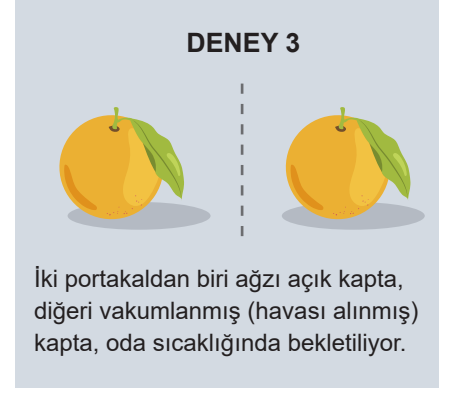 DENEY 3
İki portakaldan biri ağzı açık kapta,
diğeri vakumlanmış (havası alınmış)
kapta, oda sıcaklığında bekletiliyor.